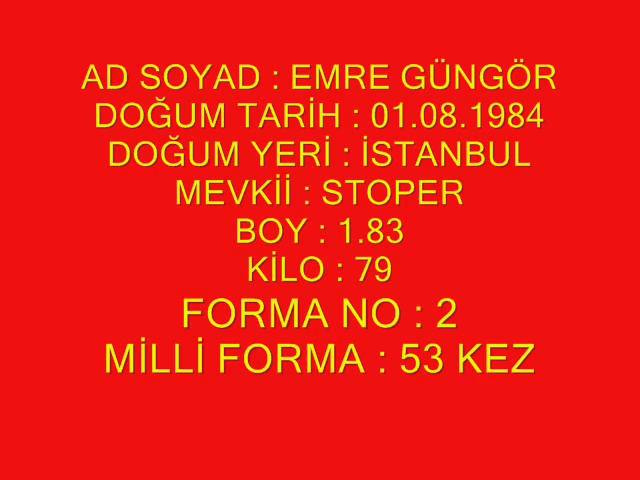 AD SOYAD : EMRE GÜNGÖR
DOĞUM TARİH : 01.08.1984
DOĞUM YERİ : İSTANBUL
MEVKİİ : STOPER
BOY : 1.83
KİLO : 79
FORMA NO : 2
MİLLİ FORMA : 53 KEZ